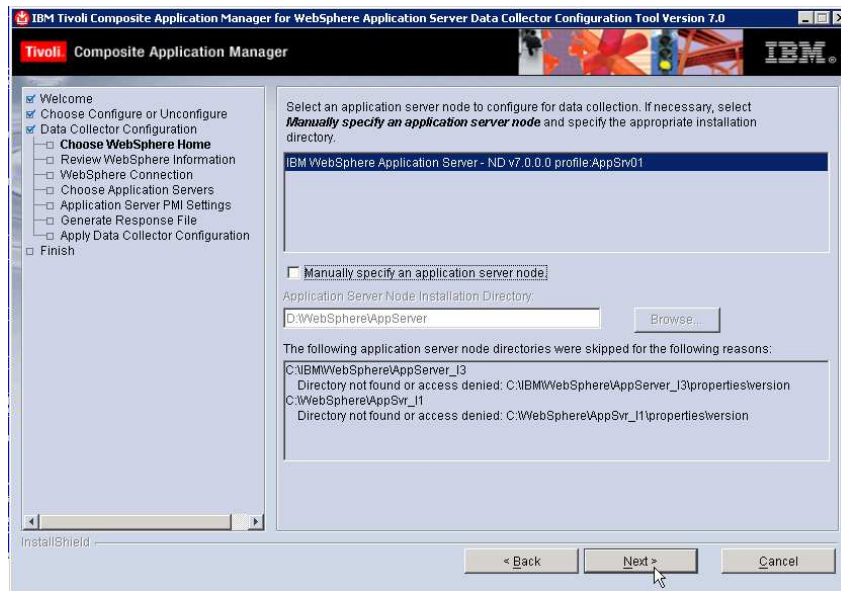 IBM Tivoli Composite Application Manager for WebSphere Application Server Data Collector Configuration Tool Version 7.0
Tivoli. Composite Application Manager
IBM.
Welcome
Choose Configure or Unconfigure
Data Collector Configuration
Choose WebSphere Home
Review WebSphere Information
WebSphere Connection
Choose Application Servers
Application Server PMI Settings
Generate Response File
Apply Data Collector Configuration
Finish
Select an application server node to configure for data collection. If necessary, select
Manually specify an application server node and specify the appropriate installation
directory.
IBM WebSphere Application Server - ND v7.0.0.0 profile:AppSrv01
Manually specify an application server node.
Application Server Node Installation Directory:
D:\WebSphere\AppServer
Browse...
The following application server node directories were skipped for the following reasons:
C:\IBM\WebSphere\AppServer_I3
Directory not found or access denied: C:\IBM\WebSphere\AppServer_I3\properties\version
C:\WebSphere\AppSvr_I1
Directory not found or access denied: C:\WebSphere\AppSvr_I1\properties\version
InstallShield
< Back
Next >
Cancel